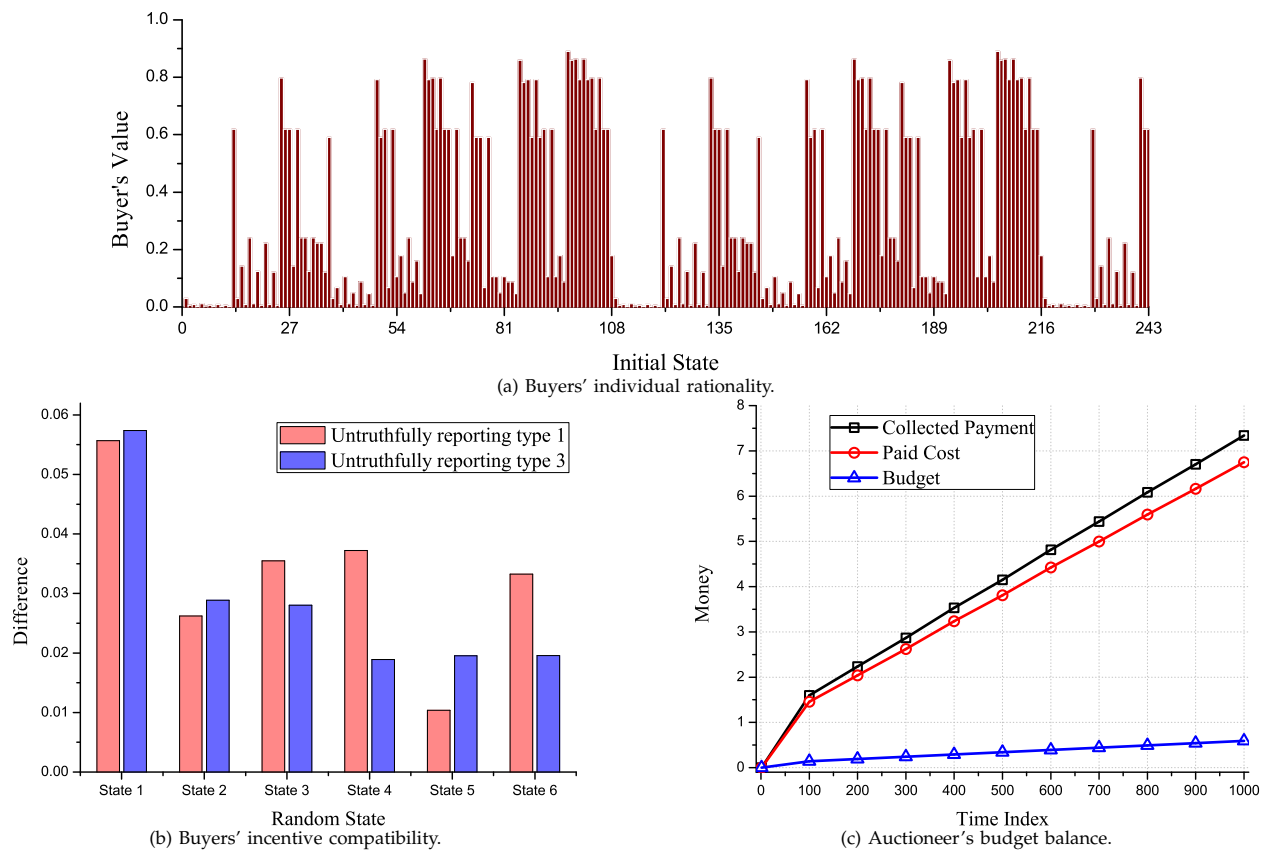 1.0
0.8
0.6
0.4
0.2
0.0
Buyer's Value
0 27 54 81 108 135 162 189 216 243
Initial State
(a) Buyers’ individual rationality.
0.06
0.05
0.04
0.03
0.02
0.01
0.00
Difference
Untruthfully reporting type 1
Untruthfully reporting type 3
State 1 State 2 State 3 State 4 State 5 State 6
Random State
(b) Buyers’ incentive compatibility.
8
7
6
5
4
3
2
1
0
Money
Collected Payment
Paid Cost
Budget
0 100 200 300 400 500 600 700 800 900 1000
Time Index
(c) Auctioneer’s budget balance.